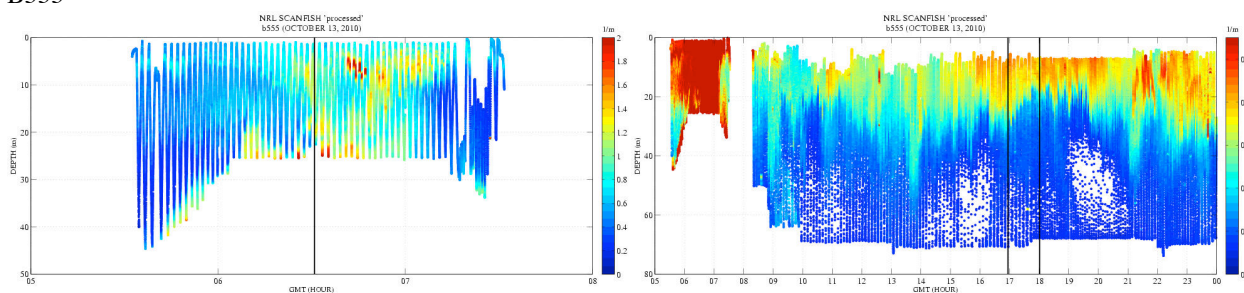 B555
NRL SCANFISH 'processed'
b555 (OCTOBER 13, 2010)
1/m
DEPTH (m)
0
10
20
30
40
50
05 06 07 08
GMT (HOUR)
2
1.8
1.6
1.4
1.2
1
0.8
0.6
0.4
0.2
0
NRL SCANFISH 'processed'
b555 (OCTOBER 13, 2010)
1/m
DEPTH (m)
0
20
40
60
80
05 06 07 08 09 10 11 12 13 14 15 16 17 18 19 20 21 22 23 00
GMT (HOUR)